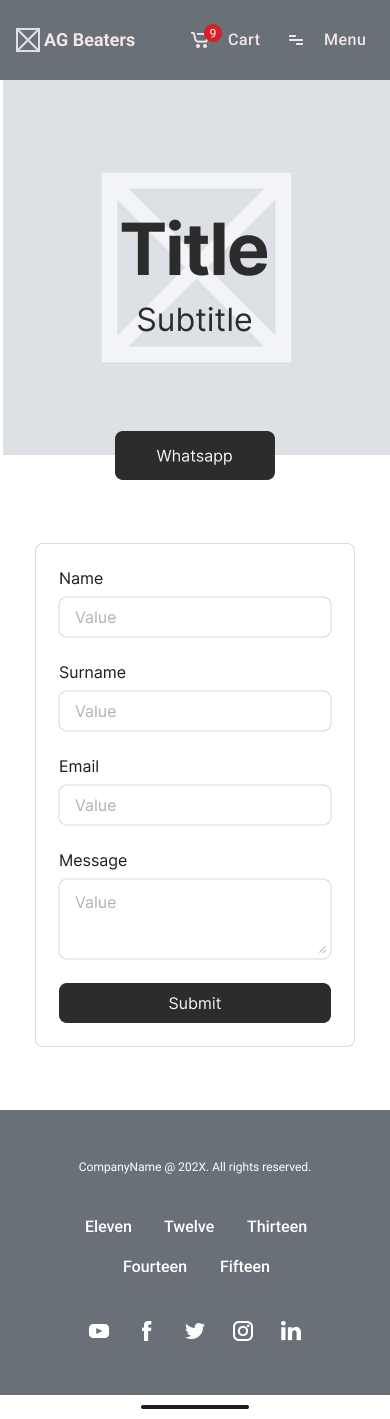 AG Beaters
9
Cart
Menu
Title
Subtitle
Whatsapp
Name
Value
Surname
Value
Email
Value
Message
Value
Submit
CompanyName @ 202X. All rights reserved.
Eleven Twelve Thirteen
Fourteen Fifteen